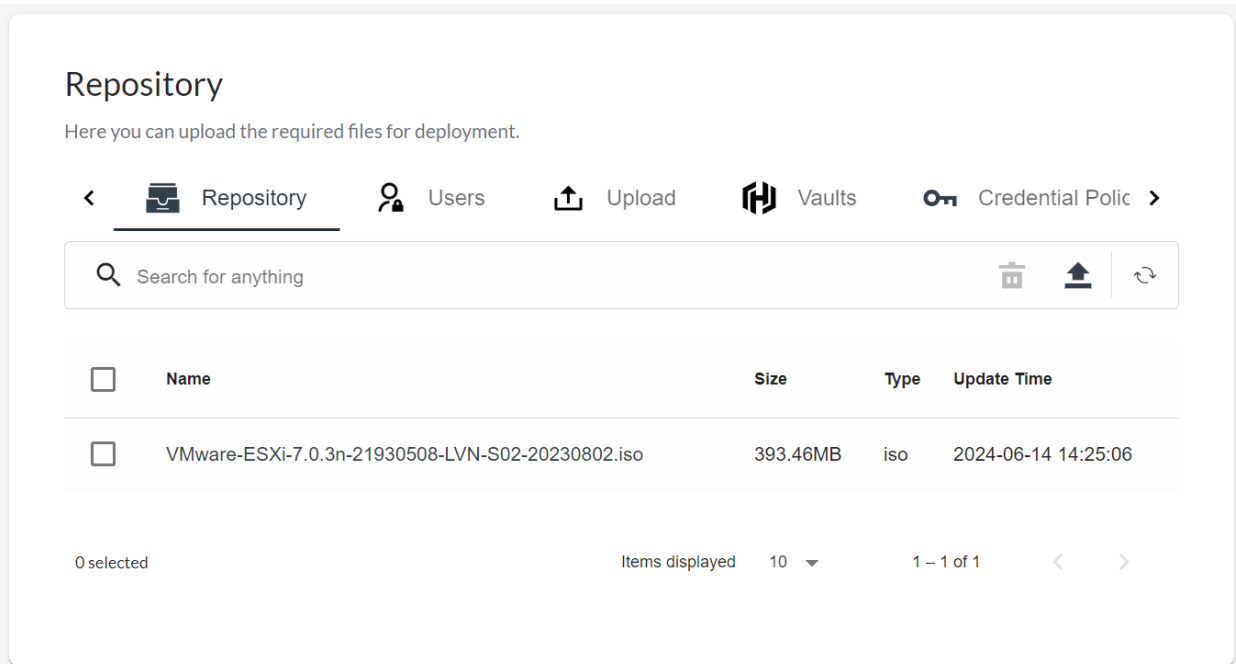 Repository
Here you can upload the required files for deployment.
Repository Users Upload Vaults Credential Polic
Search for anything
Name Size Type Update Time
VMware-ESXi-7.0.3n-21930508-LVN-S02-20230802.iso 393.46MB iso 2024-06-14 14:25:06
0 selected Items displayed 10 1 – 1 of 1